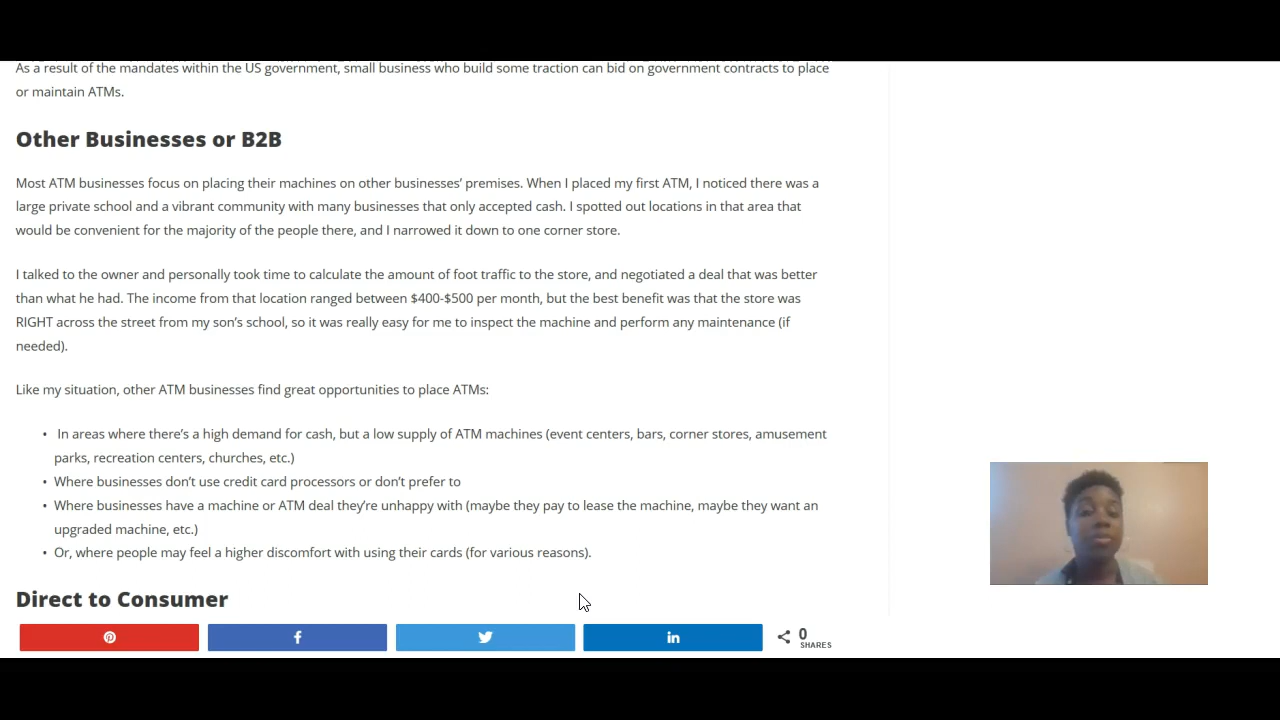 As a result of the mandates within the US government, small business who build some traction can bid on government contracts to place
or maintain ATMs.
Other Businesses or B2B
Most ATM businesses focus on placing their machines on other businesses’ premises. When I placed my first ATM, I noticed there was a
large private school and a vibrant community with many businesses that only accepted cash. I spotted out locations in that area that
would be convenient for the majority of the people there, and I narrowed it down to one corner store.
I talked to the owner and personally took time to calculate the amount of foot traffic to the store, and negotiated a deal that was better
than what he had. The income from that location ranged between $400-$500 per month, but the best benefit was that the store was
RIGHT across the street from my son’s school, so it was really easy for me to inspect the machine and perform any maintenance (if
needed).
Like my situation, other ATM businesses find great opportunities to place ATMs:
• In areas where there’s a high demand for cash, but a low supply of ATM machines (event centers, bars, corner stores, amusement
parks, recreation centers, churches, etc.)
• Where businesses don’t use credit card processors or don’t prefer to
• Where businesses have a machine or ATM deal they’re unhappy with (maybe they pay to lease the machine, maybe they want an
upgraded machine, etc.)
• Or, where people may feel a higher discomfort with using their cards (for various reasons).
Direct to Consumer
0
SHARES